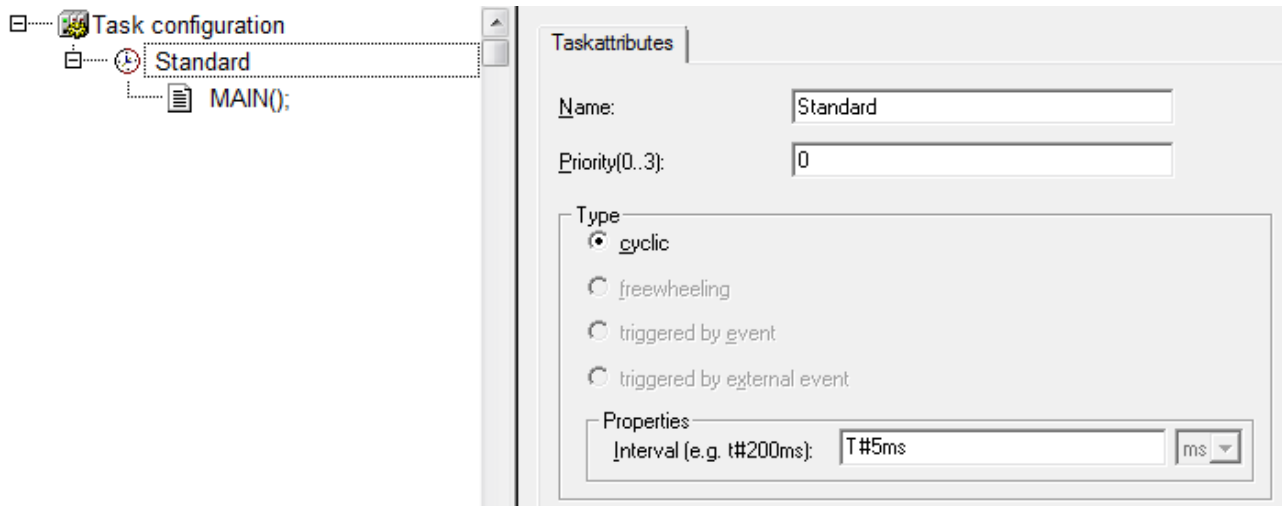 Task configuration
Standard
MAIN();
Taskattributes
Name: Standard
Priority(0..3): 0
Type
cyclic
freewheeling
triggered by event
triggered by external event
Properties
Interval (e.g. t#200ms): T#5ms ms